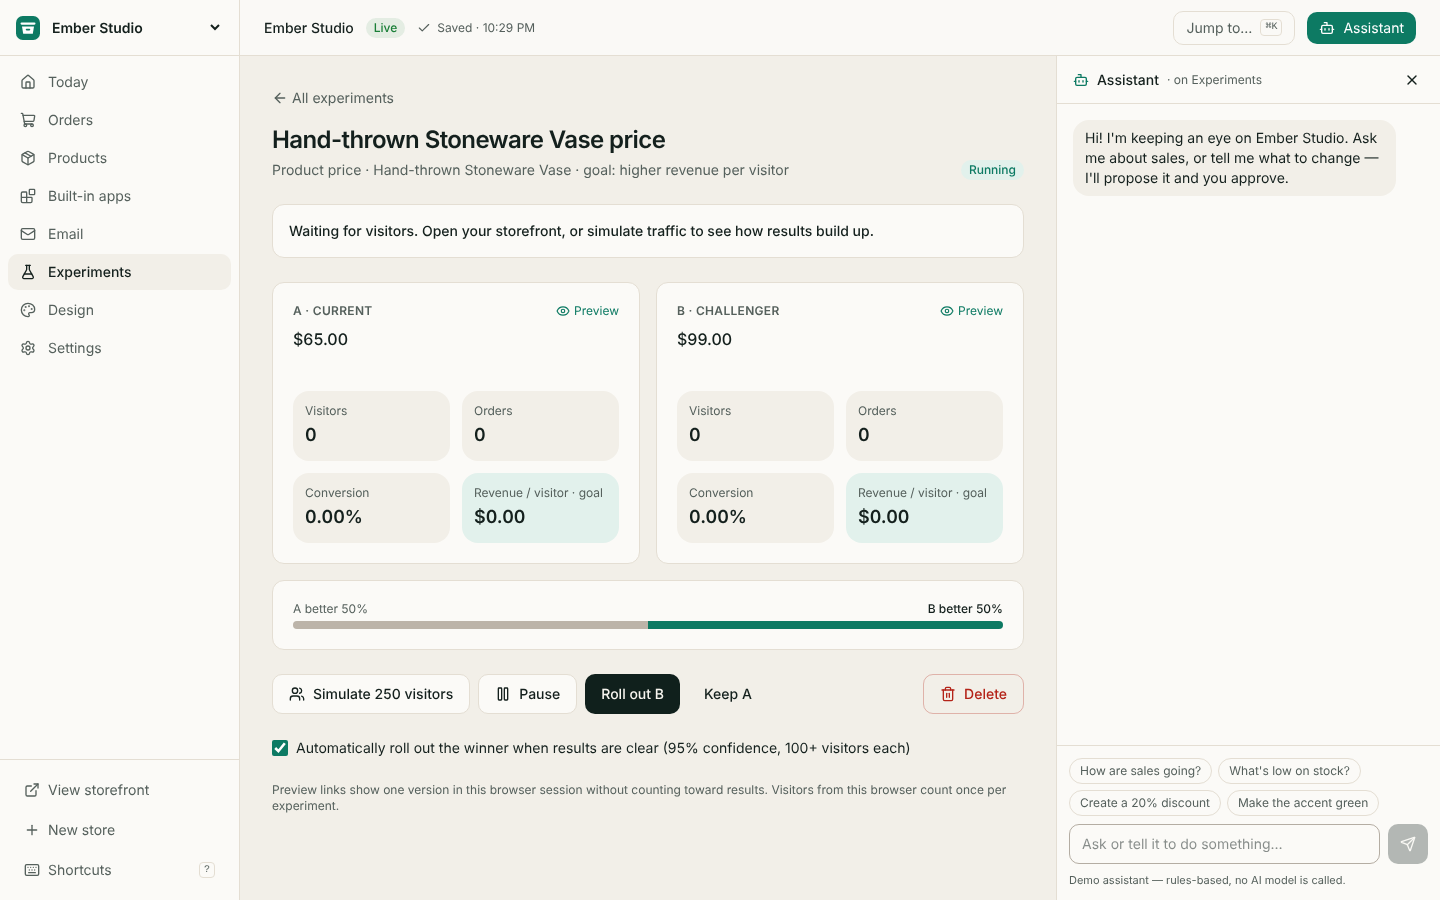 Ember Studio
Today
Orders
Products
Built-in apps
Email
Experiments
Design
Settings
View storefront
New store
Shortcuts ?
Ember Studio Live Saved · 10:29 PM
Jump to... ⌘K
Assistant
All experiments
Hand-thrown Stoneware Vase price
Product price · Hand-thrown Stoneware Vase · goal: higher revenue per visitor
Running
Waiting for visitors. Open your storefront, or simulate traffic to see how results build up.
A · CURRENT Preview
$65.00
Visitors
0
Orders
0
Conversion
0.00%
Revenue / visitor · goal
$0.00
B · CHALLENGER Preview
$99.00
Visitors
0
Orders
0
Conversion
0.00%
Revenue / visitor · goal
$0.00
A better 50%
B better 50%
Simulate 250 visitors
Pause
Roll out B
Keep A
Delete
Automatically roll out the winner when results are clear (95% confidence, 100+ visitors each)
Preview links show one version in this browser session without counting toward results. Visitors from this browser count once per
experiment.
Assistant · on Experiments
Hi! I'm keeping an eye on Ember Studio. Ask
me about sales, or tell me what to change —
I'll propose it and you approve.
How are sales going?
What's low on stock?
Create a 20% discount
Make the accent green
Ask or tell it to do something...
Demo assistant — rules-based, no AI model is called.